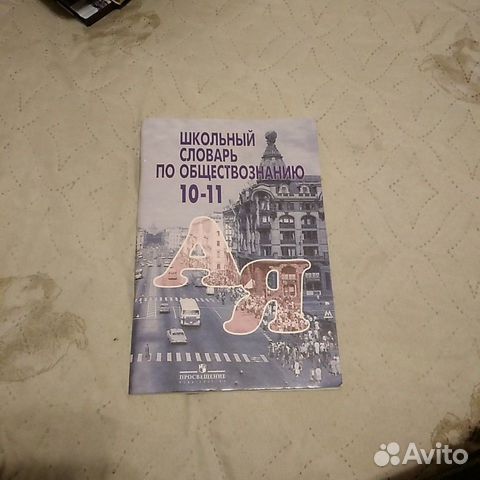 ШКОЛЬНЫЙ
СЛОВАРЬ
ПО ОБЩЕСТВОЗНАНИЮ
10-11
А
Я
М
ПРОСВЕЩЕНИЕ
Avito